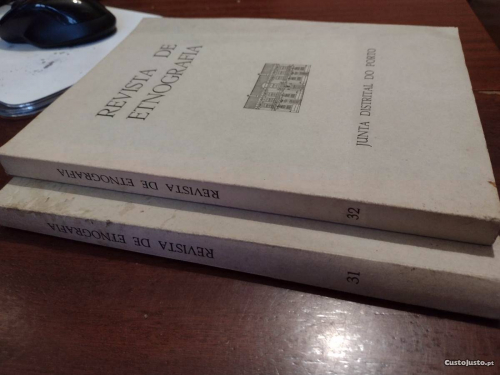 REVISTA DE
ETNOGRAFIA
JUNTA DISTRITAL DO PORTO
REVISTA DE ETNOGRAFIA
32
REVISTA DE ETNOGRAFIA
31
CustoJusto.pt